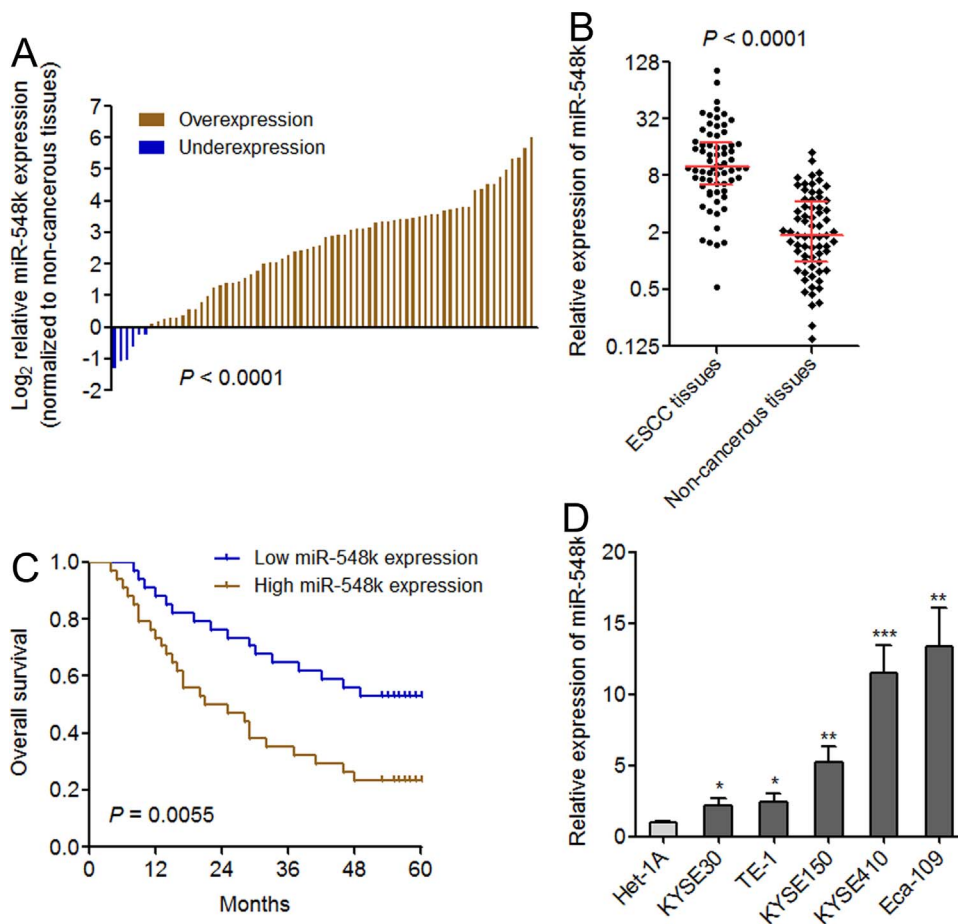 A
Log₂ relative miR-548k expression
(normalized to non-cancerous tissues)
7
6
5
4
3
2
1
0
-1
-2
Overexpression
Underexpression
P < 0.0001
B
P < 0.0001
Relative expression of miR-548k
128
32
8
2
0.5
0.125
ESCC tissues
Non-cancerous tissues
C
Overall survival
1.0
0.8
0.6
0.4
0.2
0.0
Low miR-548k expression
High miR-548k expression
P = 0.0055
0 12 24 36 48 60
Months
D
Relative expression of miR-548k
20
15
10
5
0
* * ** *** **
Het-1A
KYSE30
TE-1
KYSE150
KYSE410
Eca-109